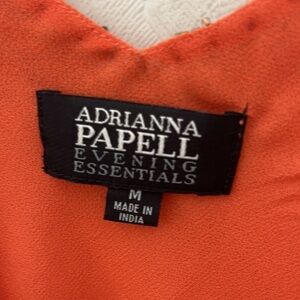 ADRIANNA
PAPELL
EVENING
ESSENTIALS
M
MADE IN
INDIA